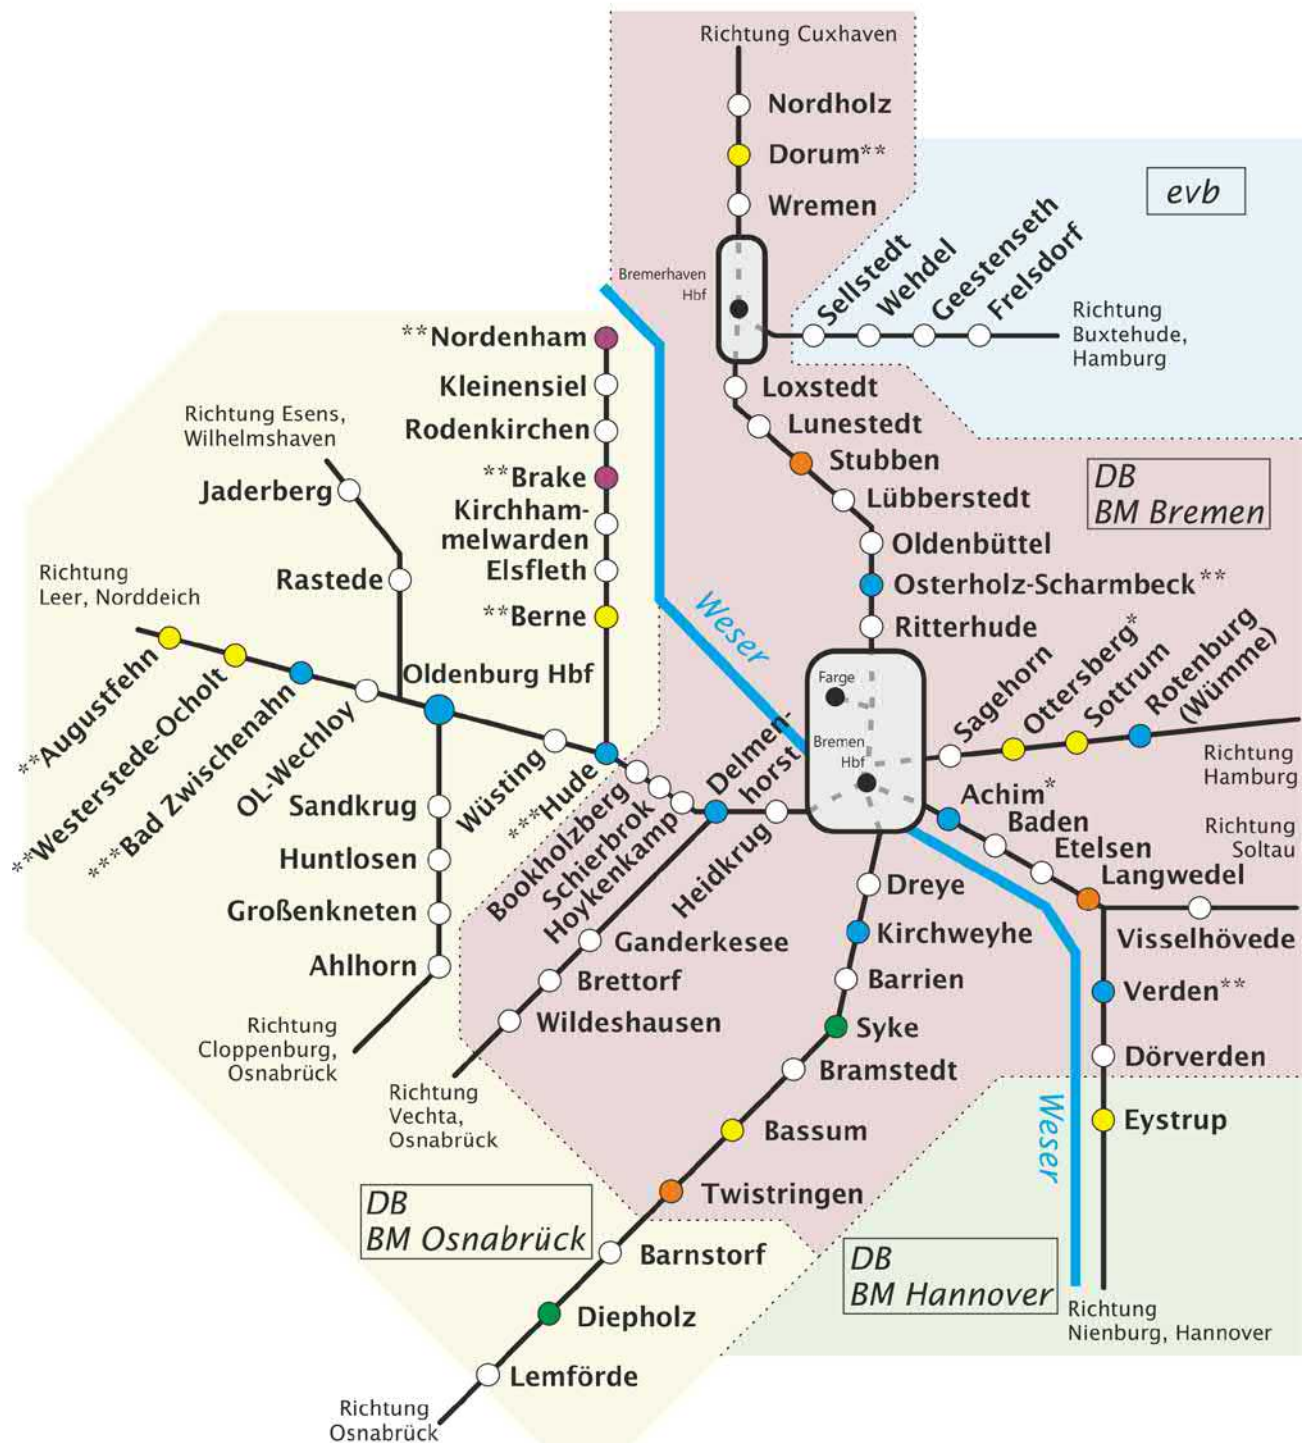 Richtung Cuxhaven
Nordholz
Dorum**
Wremen
evb
Bremerhaven
Hbf
Sellstedt
Wehdel
Geestenseth
Frelsdorf
Richtung
Buxtehude,
Hamburg
**Nordenham
Kleinensiel
Rodenkirchen
**Brake
Kirchham-
melwarden
Elsfleth
**Berne
Loxstedt
Lunestedt
Stubben
Lübberstedt
Oldenbüttel
Osterholz-Scharmbeck**
Ritterhude
DB
BM Bremen
Richtung Esens,
Wilhelmshaven
Jaderberg
Rastede
Richtung
Leer, Norddeich
Oldenburg Hbf
**Augustfehn
**Westerstede-Ocholt
***Bad Zwischenahn
OL-Wechloy
Wüsting
***Hude
Bookholzberg
Schierbrok
Hoykenkamp
Delmen-
horst
Heidkrug
Weser
Farge
Bremen
Hbf
Sagehorn
Ottersberg*
Sottrum
Rotenburg
(Wümme)
Richtung
Hamburg
Achim*
Baden
Etelsen
Langwedel
Richtung
Soltau
Visselhövede
Verden**
Dörverden
Eystrup
Sandkrug
Huntlosen
Großenkneten
Ahlhorn
Richtung
Cloppenburg,
Osnabrück
Ganderkesee
Brettorf
Wildeshausen
Richtung
Vechta,
Osnabrück
Dreye
Kirchweyhe
Barrien
Syke
Bramstedt
Bassum
Twistringen
Barnstorf
Diepholz
Lemförde
Richtung
Osnabrück
DB
BM Osnabrück
DB
BM Hannover
Weser
Richtung
Nienburg, Hannover